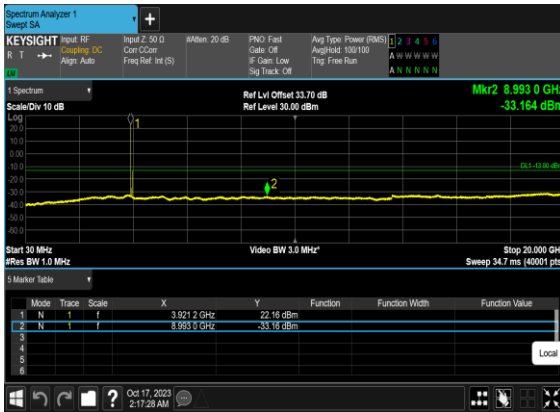 Spectrum Analyzer 1
Swept SA
KEYSIGHT
R T
Input: RF
Coupling: DC
Align: Auto
Input Z: 50 Ω
Corr CCorr
Freq Ref: Int (S)
#Atten: 20 dB
PNO: Fast
Gate: Off
IF Gain: Low
Sig Track: Off
Avg Type: Power (RMS)
Avg|Hold: 100/100
Trig: Free Run
1 2 3 4 5 6
A W W W W W
A N N N N N
1 Spectrum
Scale/Div 10 dB
Ref Lvl Offset 33.70 dB
Ref Level 30.00 dBm
Mkr2 8.993 0 GHz
-33.164 dBm
Log
20.0
10.0
0.00
-10.0
-20.0
-30.0
-40.0
-50.0
-60.0
1
2
DL1 -13.00 dBm
Start 30 MHz
#Res BW 1.0 MHz
Video BW 3.0 MHz*
Stop 20.000 GHz
Sweep 34.7 ms (40001 pts)
5 Marker Table
Mode Trace Scale X Y Function Function Width Function Value
1 N 1 f 3.921 2 GHz 22.16 dBm
2 N 1 f 8.993 0 GHz -33.16 dBm
3
4
5
6
Local
Oct 17, 2023
2:17:28 AM